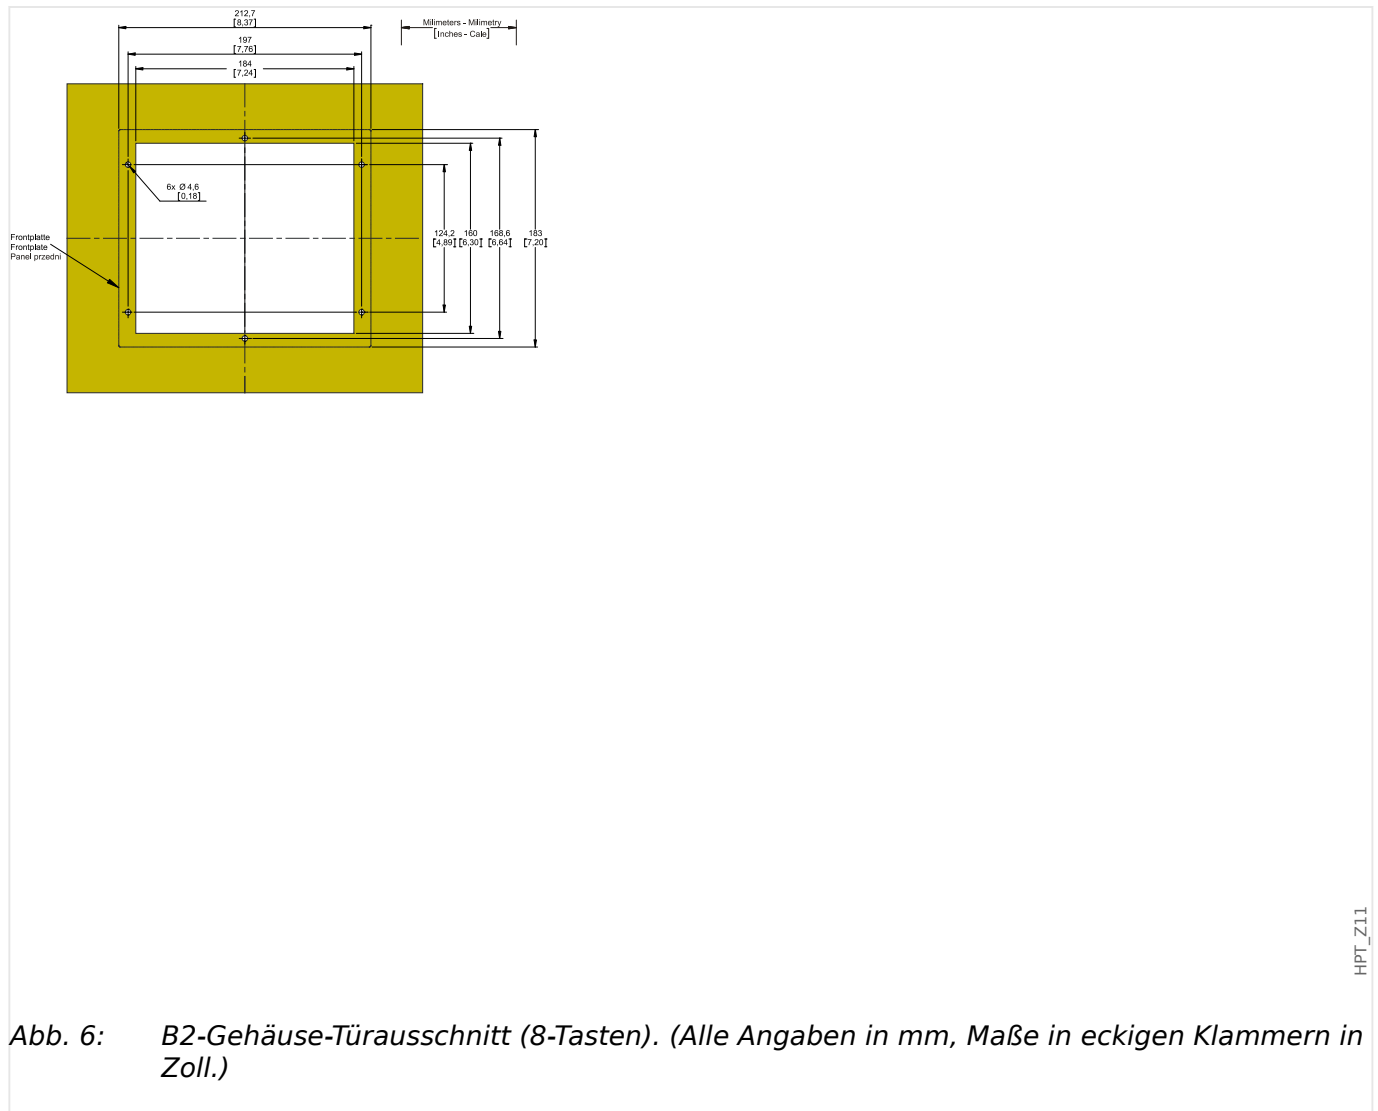 212,7
[8,37]
Milimeters - Milimetry
[Inches - Cale]
197
[7,76]
184
[7,24]
6x Ø 4,6
[0,18]
Frontplatte
Frontplate
Panel przedni
124,2
[4,89]
160
[6,30]
168,6
[6,64]
183
[7,20]
HPT_Z11
Abb. 6: B2-Gehäuse-Türausschnitt (8-Tasten). (Alle Angaben in mm, Maße in eckigen Klammern in
Zoll.)